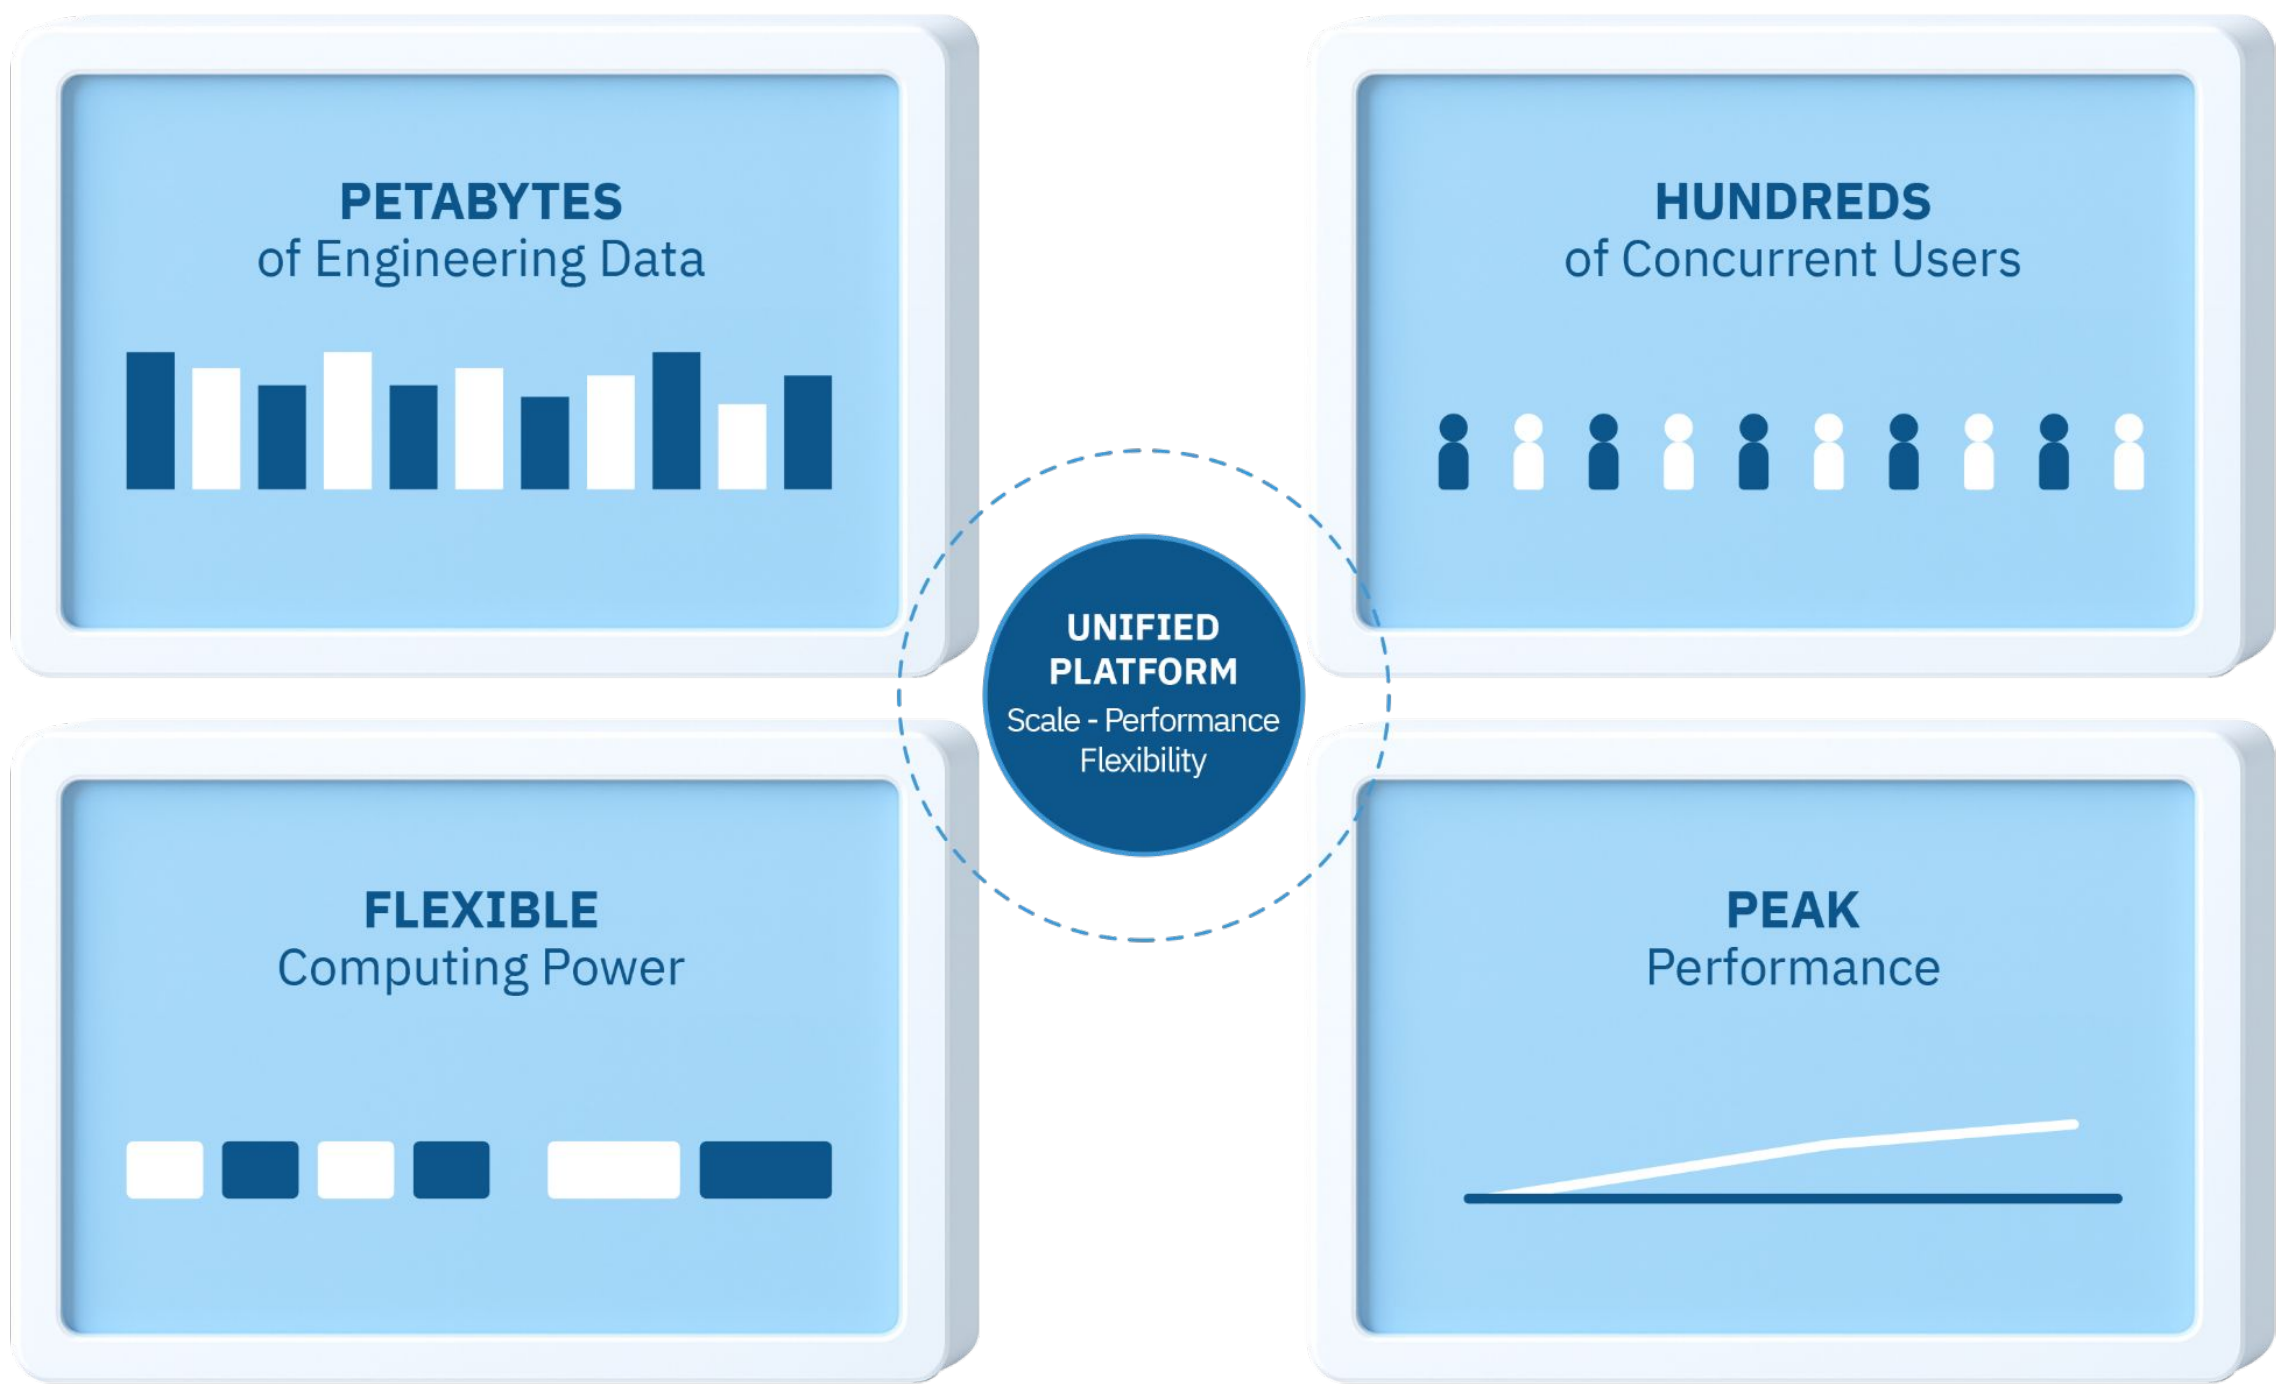 PETABYTES
of Engineering Data
HUNDREDS
of Concurrent Users
UNIFIED
PLATFORM
Scale - Performance
Flexibility
FLEXIBLE
Computing Power
PEAK
Performance